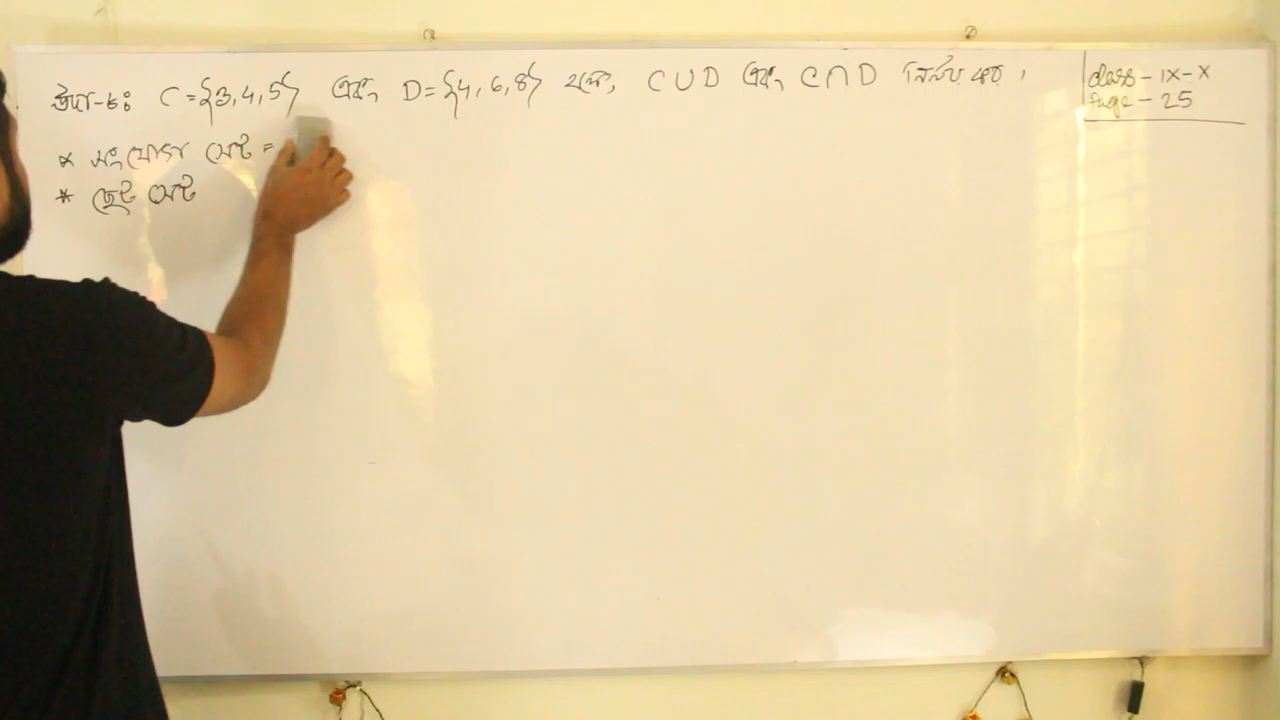 উদা-৮ঃ C = {3, 4, 5} এবং D = {4, 6, 8} হলে, C ∪ D এবং C ∩ D নির্ণয় কর।
class - IX - X
Page - 25
* সংযোগ সেট =
* ছেদ সেট